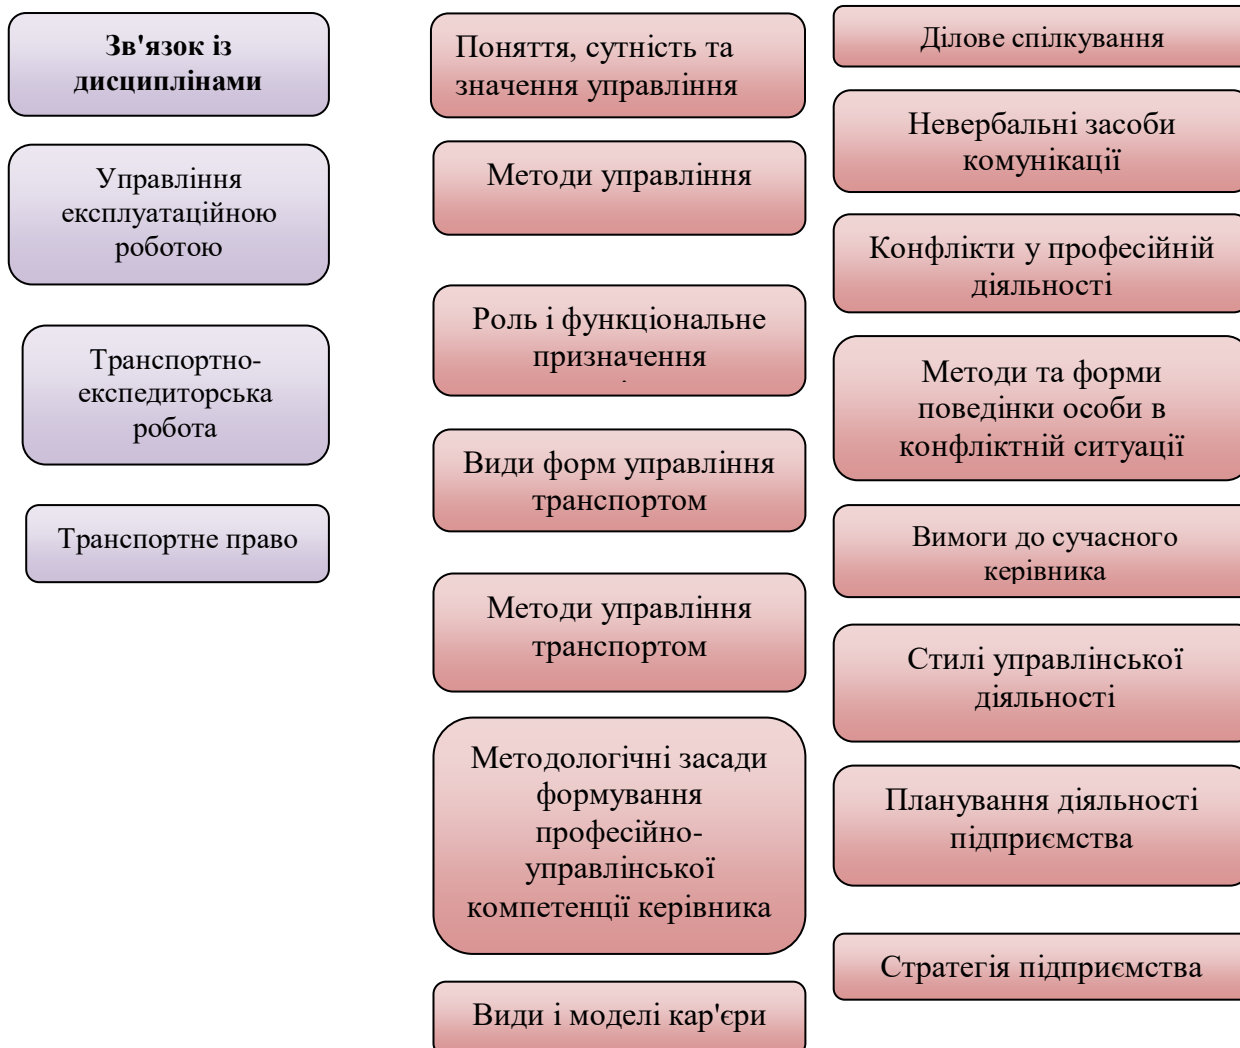 Зв'язок із
дисциплінами
Управління
експлуатаційною
роботою
Транспортно-
експедиторська
робота
Транспортне право
Поняття, сутність та
значення управління
Методи управління
Роль і функціональне
призначення
Види форм управління
транспортом
Методи управління
транспортом
Методологічні засади
формування
професійно-
управлінської
компетенції керівника
Види і моделі кар'єри
Ділове спілкування
Невербальні засоби
комунікації
Конфлікти у професійній
діяльності
Методи та форми
поведінки особи в
конфліктній ситуації
Вимоги до сучасного
керівника
Стилі управлінської
діяльності
Планування діяльності
підприємства
Стратегія підприємства